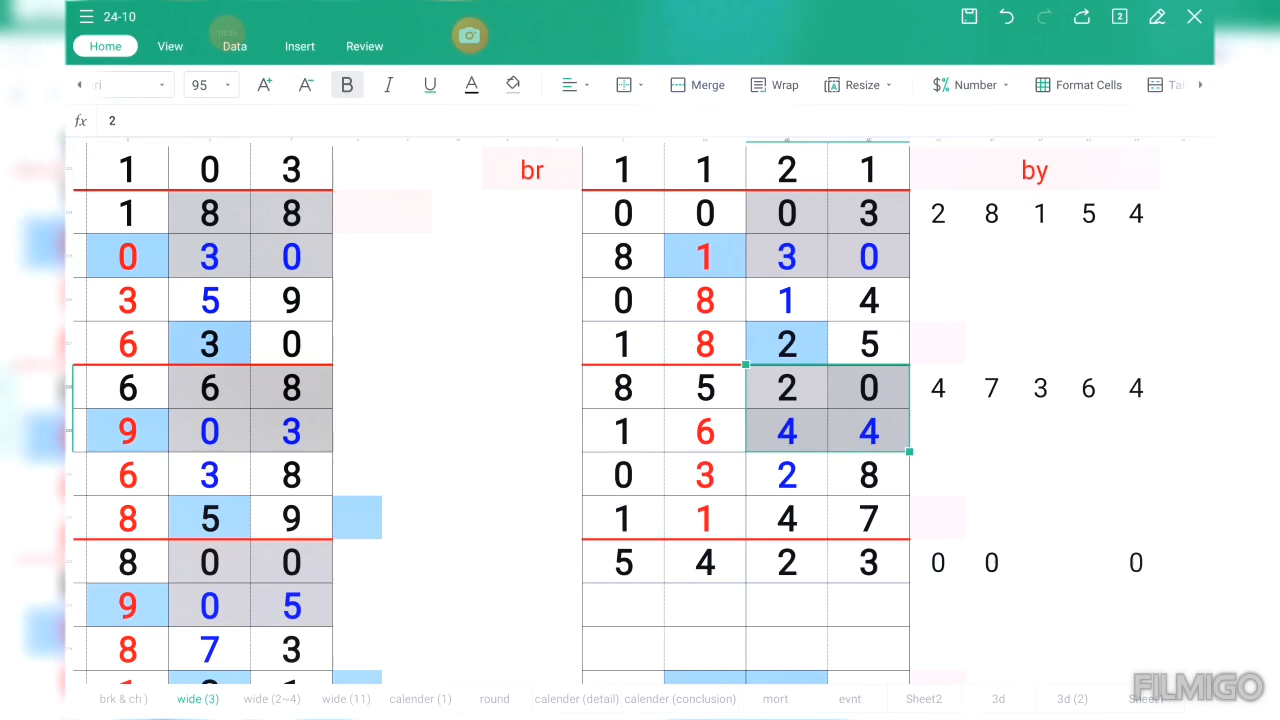 24-10
2
Home View Data Insert Review
ri 95 A+ A- B I U A Merge Wrap Resize $% Number Format Cells
fx 2
1 0 3 br 1 1 2 1 by
1 8 8 0 0 0 3 2 8 1 5 4
0 3 0 8 1 3 0
3 5 9 0 8 1 4
6 3 0 1 8 2 5
6 6 8 8 5 2 0 4 7 3 6 4
9 0 3 1 6 4 4
6 3 8 0 3 2 8
8 5 9 1 1 4 7
8 0 0 5 4 2 3 0 0 0
9 0 5
8 7 3
brk & ch ) wide (3) wide (2~4) wide (11) calender (1) round calender (detail) calender (conclusion) mort evnt Sheet2 3d 3d (2)
FILMIGO